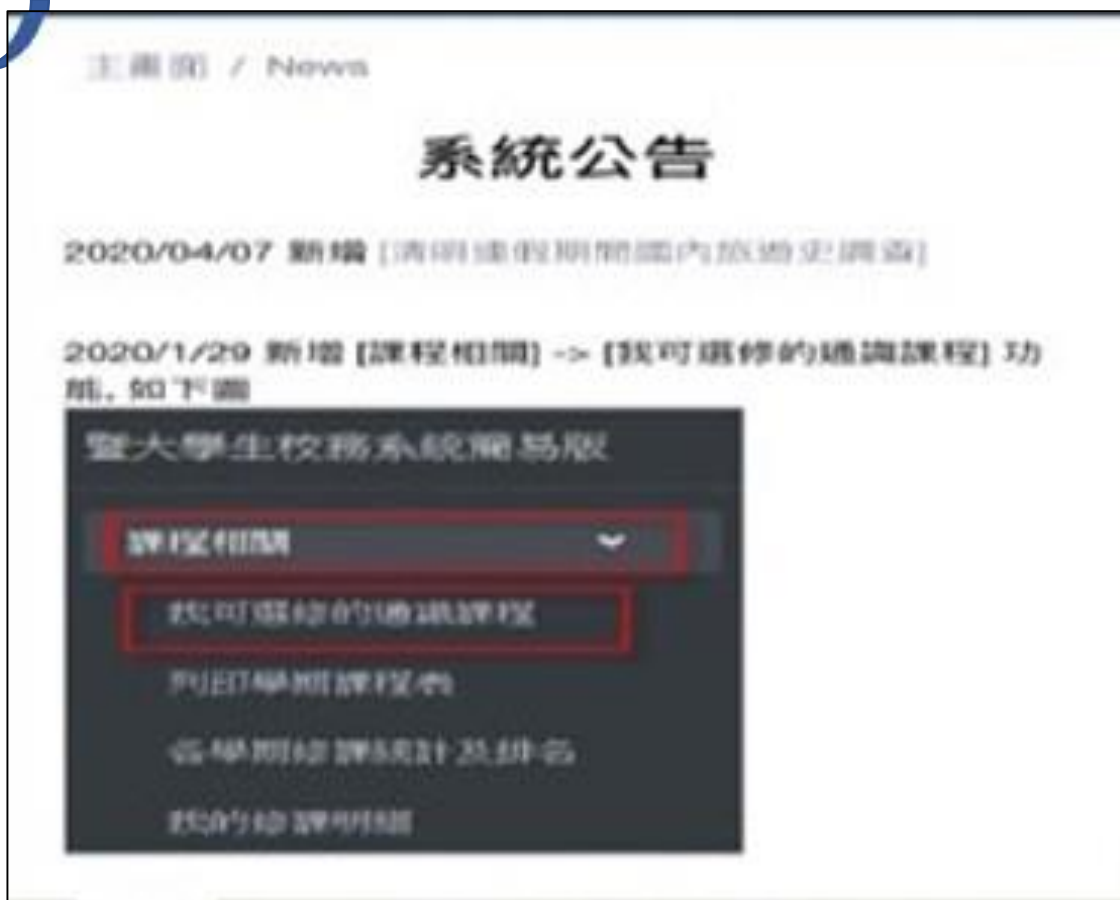 主畫面 / News
系統公告
2020/04/07 新增 [清明連假期間國內旅遊史調查]
2020/1/29 新增 [課程相關] -> [我可選修的通識課程] 功
能, 如下圖
暨大學生校務系統簡易版
課程相關
我可選修的通識課程
列印學期課程表
各學期修課統計及排名
我的修課明細